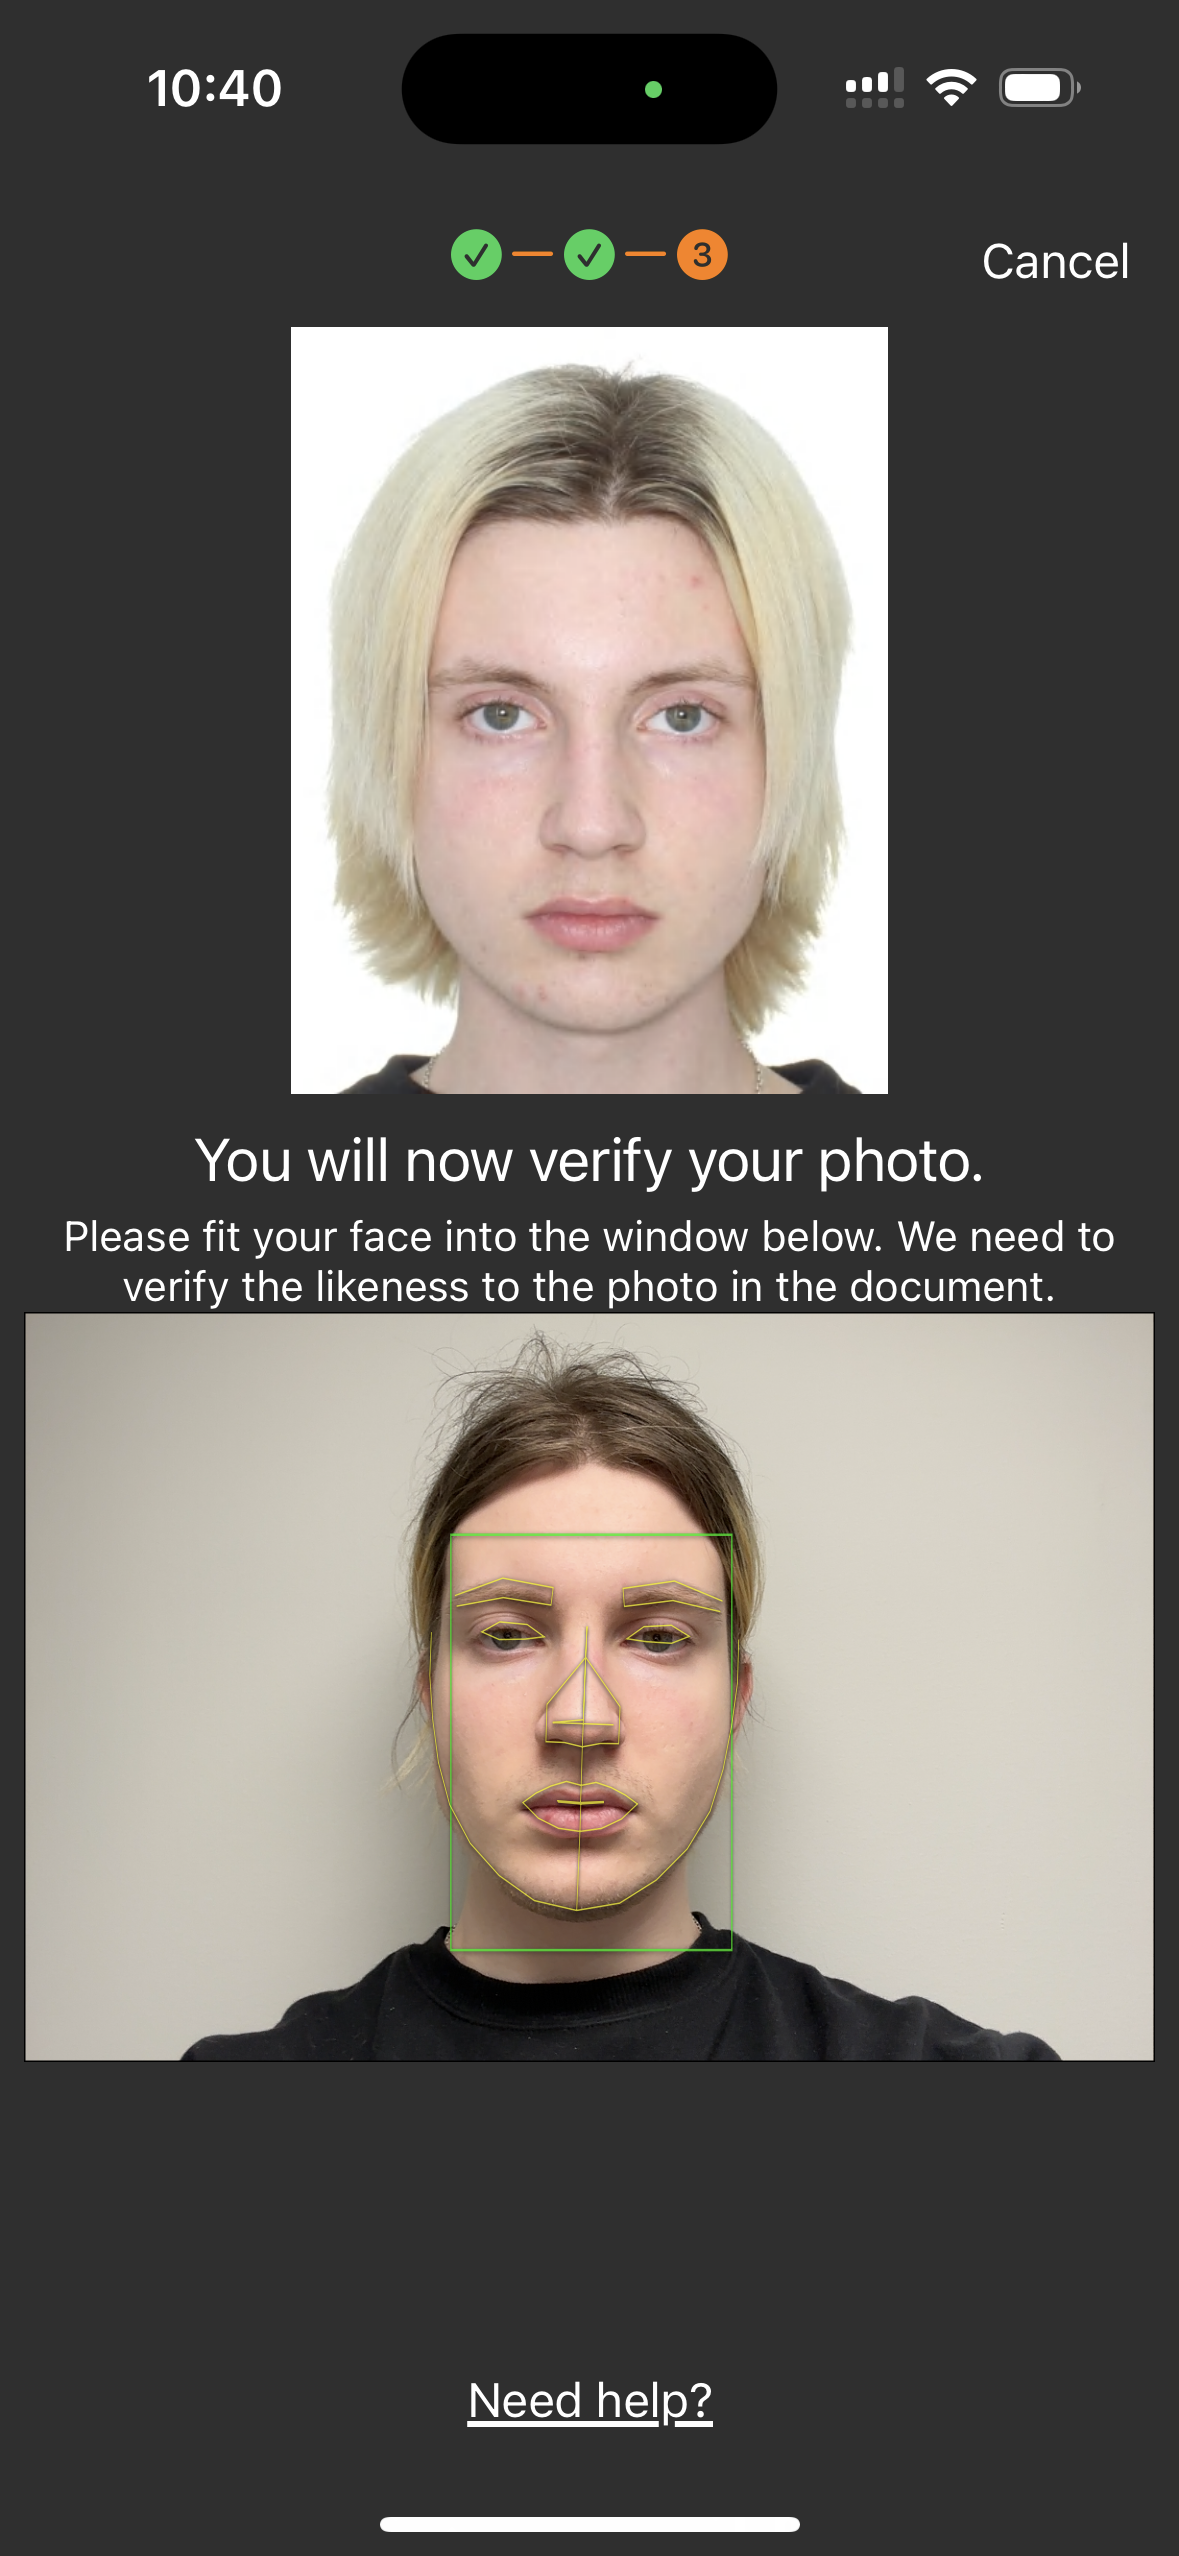 10:40
3
Cancel
You will now verify your photo.
Please fit your face into the window below. We need to
verify the likeness to the photo in the document.
Need help?